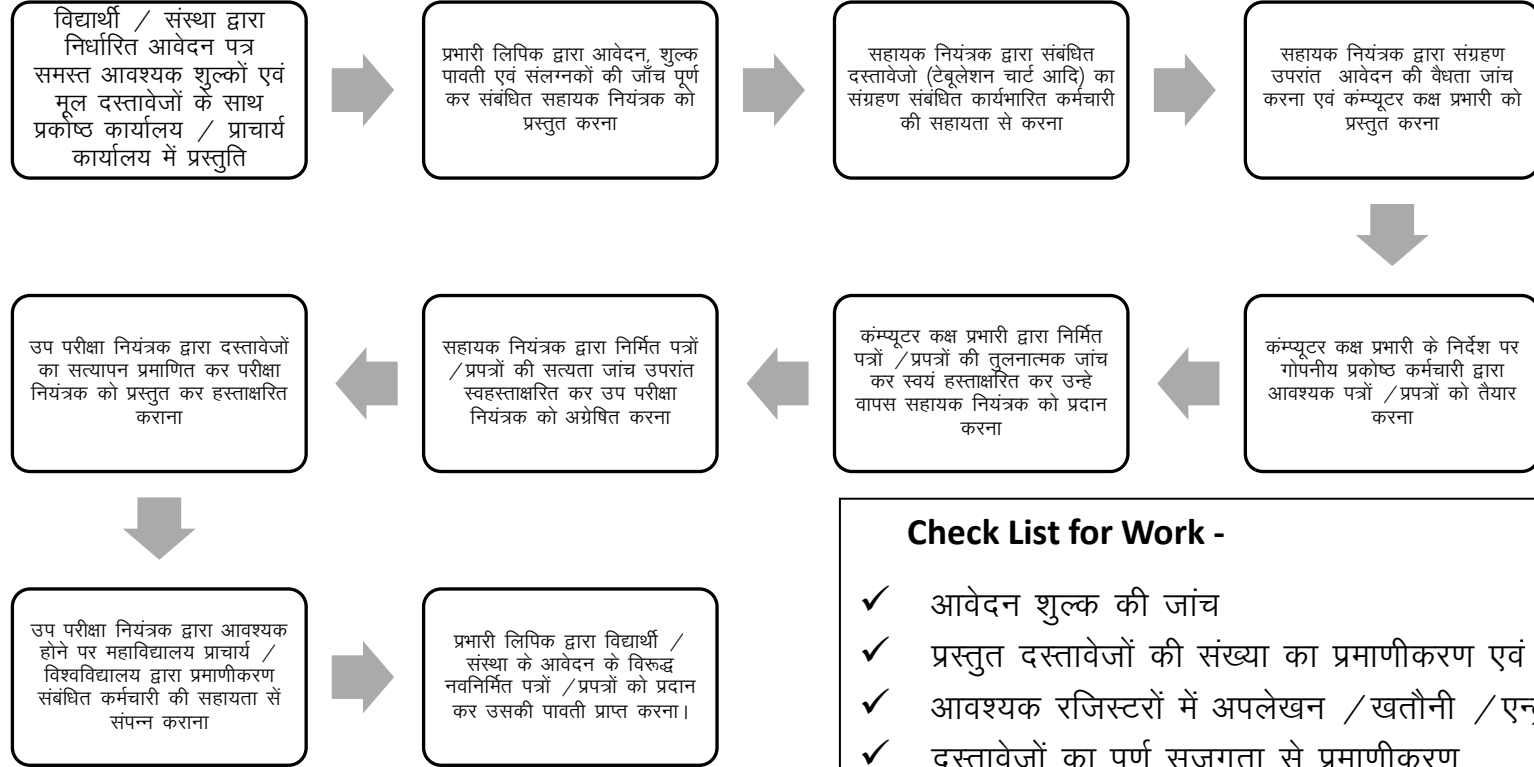 विद्यार्थी / संस्था द्वारा
निर्धारित आवेदन पत्र
समस्त आवश्यक शुल्कों एवं
मूल दस्तावेजों के साथ
प्रकोष्ठ कार्यालय / प्राचार्य
कार्यालय में प्रस्तुति
प्रभारी लिपिक द्वारा आवेदन, शुल्क
पावती एवं संलग्नकों की जाँच पूर्ण
कर संबंधित सहायक नियंत्रक को
प्रस्तुत करना
सहायक नियंत्रक द्वारा संबंधित
दस्तावेजो (टेबूलेशन चार्ट आदि) का
संग्रहण संबंधित कार्यभारित कर्मचारी
की सहायता से करना
सहायक नियंत्रक द्वारा संग्रहण
उपरांत आवेदन की वैधता जांच
करना एवं कंम्प्यूटर कक्ष प्रभारी को
प्रस्तुत करना
कंम्प्यूटर कक्ष प्रभारी के निर्देश पर
गोपनीय प्रकोष्ठ कर्मचारी द्वारा
आवश्यक पत्रों /प्रपत्रों को तैयार
करना
कंम्प्यूटर कक्ष प्रभारी द्वारा निर्मित
पत्रों /प्रपत्रों की तुलनात्मक जांच
कर स्वयं हस्ताक्षरित कर उन्हे
वापस सहायक नियंत्रक को प्रदान
करना
सहायक नियंत्रक द्वारा निर्मित पत्रों
/प्रपत्रों की सत्यता जांच उपरांत
स्वहस्ताक्षरित कर उप परीक्षा
नियंत्रक को अग्रेषित करना
उप परीक्षा नियंत्रक द्वारा दस्तावेजों
का सत्यापन प्रमाणित कर परीक्षा
नियंत्रक को प्रस्तुत कर हस्ताक्षरित
कराना
उप परीक्षा नियंत्रक द्वारा आवश्यक
होने पर महाविद्यालय प्राचार्य /
विश्वविद्यालय द्वारा प्रमाणीकरण
संबंधित कर्मचारी की सहायता सें
संपन्न कराना
प्रभारी लिपिक द्वारा विद्यार्थी /
संस्था के आवेदन के विरूद्ध
नवनिर्मित पत्रों /प्रपत्रों को प्रदान
कर उसकी पावती प्राप्त करना।
Check List for Work -
✓ आवेदन शुल्क की जांच
✓ प्रस्तुत दस्तावेजों की संख्या का प्रमाणीकरण एवं
✓ आवश्यक रजिस्टरों में अपलेखन /खतौनी
✓ दस्तावेजों का पूर्ण सजगता से प्रमाणीकरण